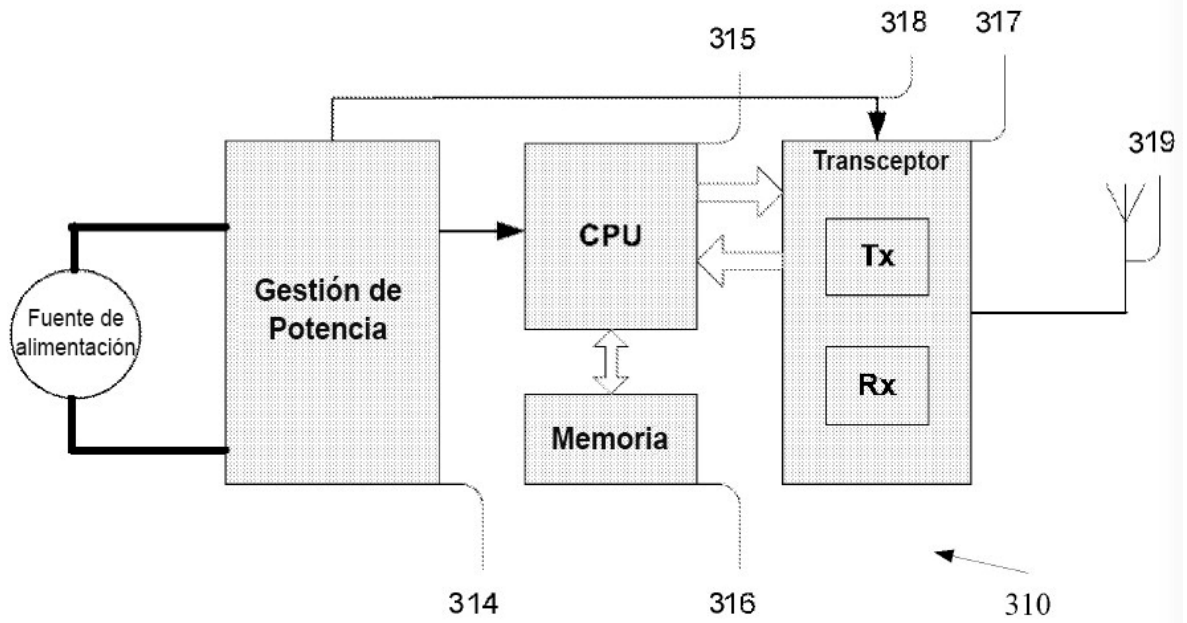 315
318
317
319
Transceptor
CPU
Tx
Fuente de
alimentación
Gestión de
Potencia
Rx
Memoria
314
316
310